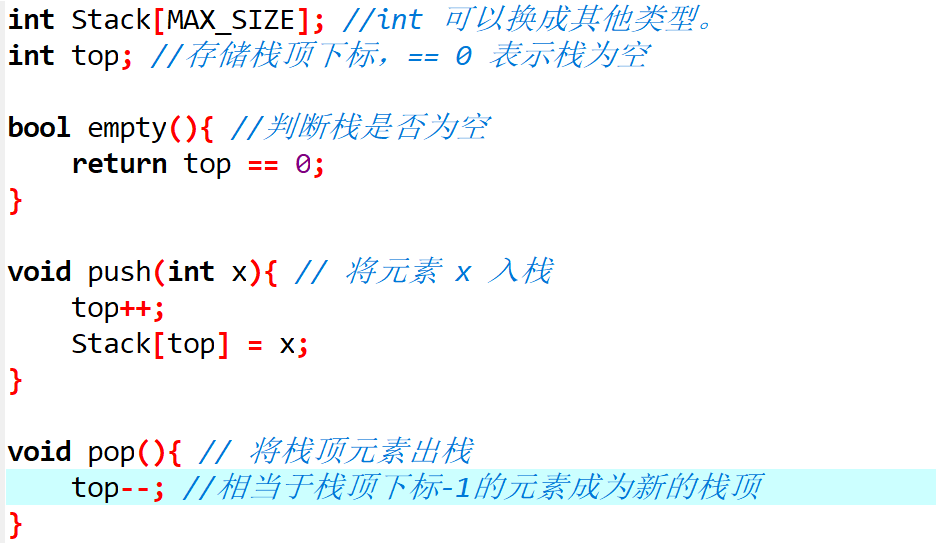 int Stack[MAX_SIZE]; //int 可以换成其他类型。
int top; //存储栈顶下标，== 0 表示栈为空
bool empty(){ //判断栈是否为空
    return top == 0;
}
void push(int x){ // 将元素 x 入栈
    top++;
    Stack[top] = x;
}
void pop(){ // 将栈顶元素出栈
    top--; //相当于栈顶下标-1的元素成为新的栈顶
}